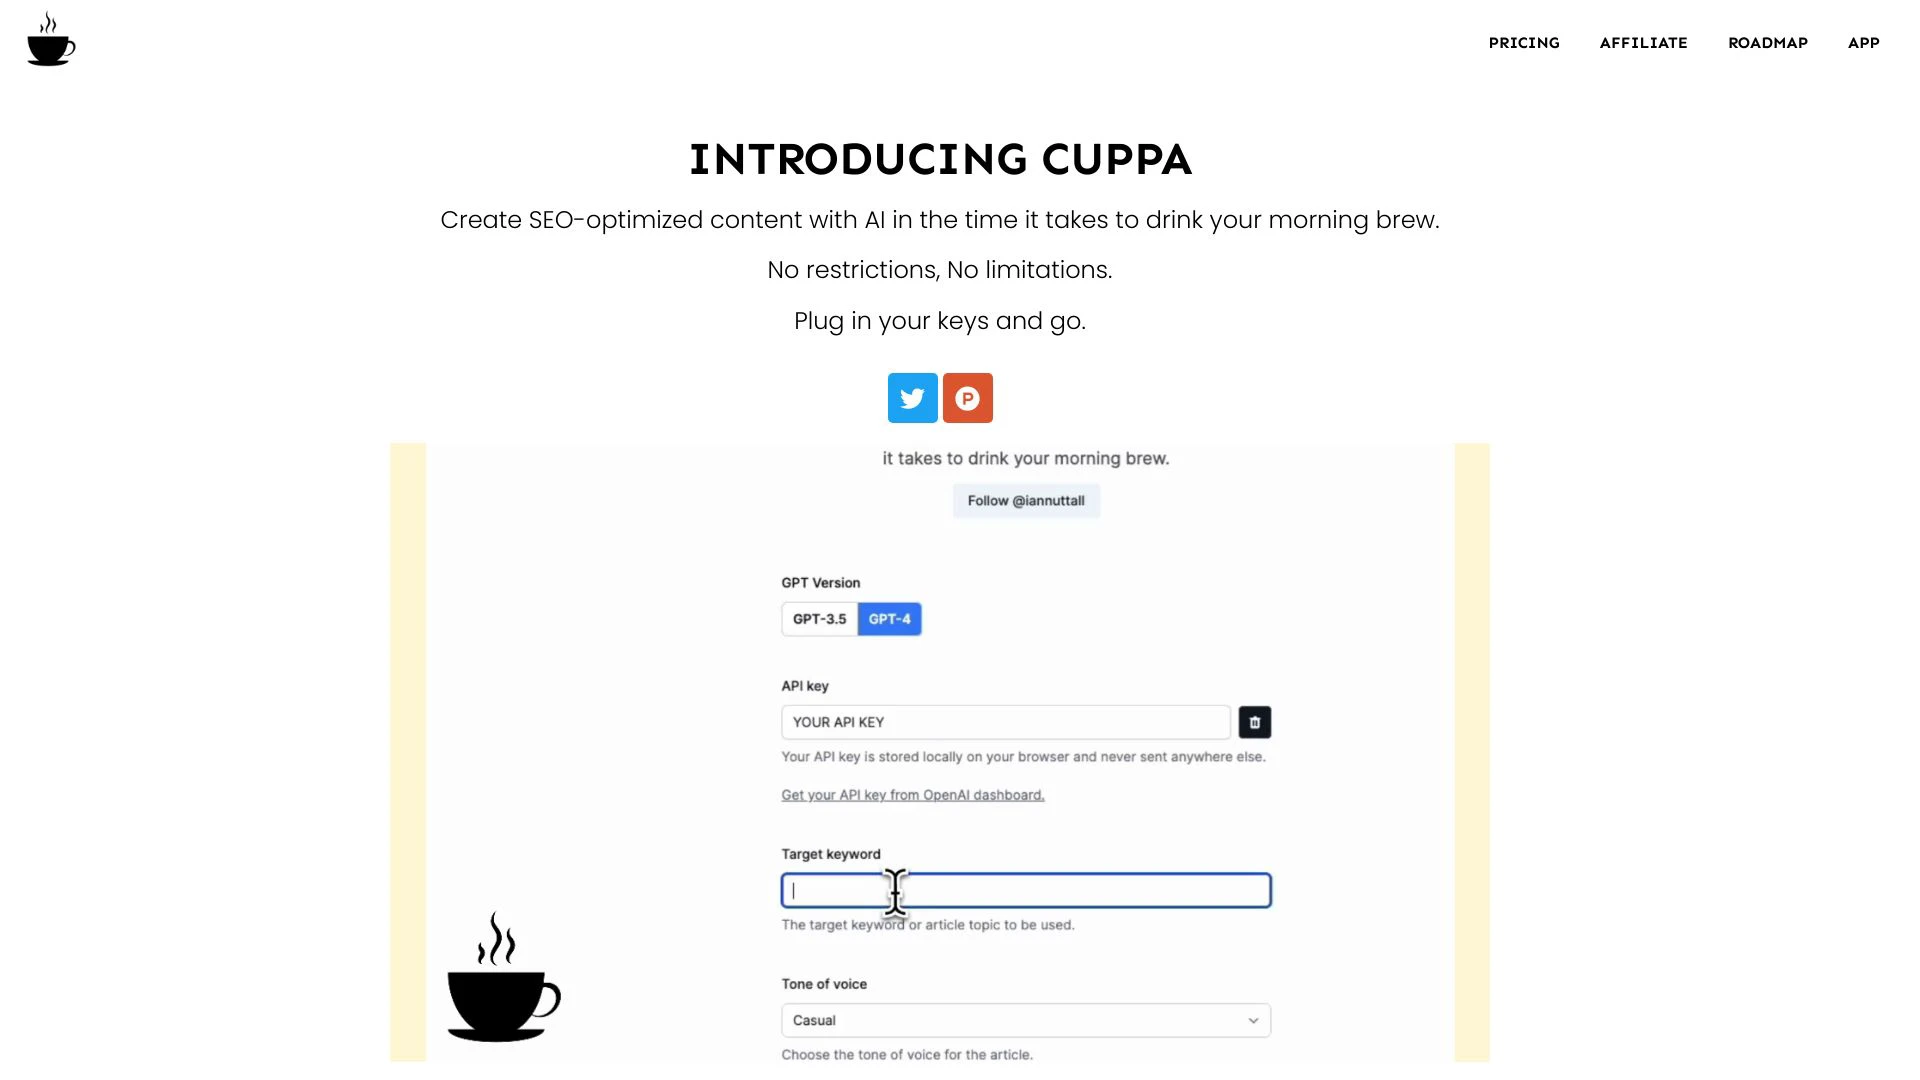 PRICING AFFILIATE ROADMAP APP
INTRODUCING CUPPA
Create SEO-optimized content with AI in the time it takes to drink your morning brew.
No restrictions, No limitations.
Plug in your keys and go.
it takes to drink your morning brew.
Follow @iannuttall
GPT Version
GPT-3.5 GPT-4
API key
YOUR API KEY
Your API key is stored locally on your browser and never sent anywhere else.
Get your API key from OpenAI dashboard.
Target keyword
The target keyword or article topic to be used.
Tone of voice
Casual
Choose the tone of voice for the article.